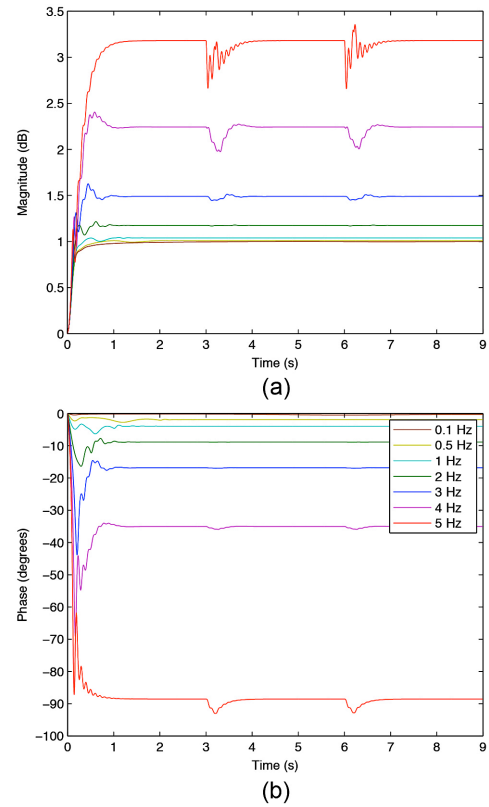 3.5
3
2.5
2
1.5
1
0.5
0
Magnitude (dB)
0 1 2 3 4 5 6 7 8 9
Time (s)
(a)
0
−10
−20
−30
−40
−50
−60
−70
−80
−90
−100
Phase (degrees)
0.1 Hz
0.5 Hz
1 Hz
2 Hz
3 Hz
4 Hz
5 Hz
0 1 2 3 4 5 6 7 8 9
Time (s)
(b)